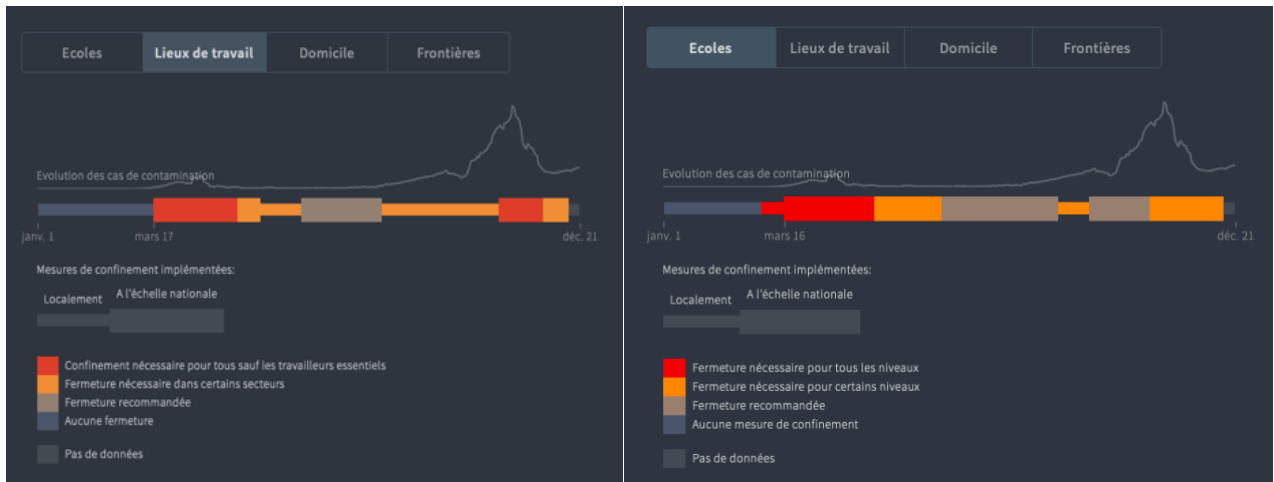 Ecoles Lieux de travail Domicile Frontières
Evolution des cas de contamination
janv. 1 mars 17 déc. 21
Mesures de confinement implémentées:
Localement A l'échelle nationale
Confinement nécessaire pour tous sauf les travailleurs essentiels
Fermeture nécessaire dans certains secteurs
Fermeture recommandée
Aucune fermeture
Pas de données
Ecoles Lieux de travail Domicile Frontières
Evolution des cas de contamination
janv. 1 mars 16 déc. 21
Mesures de confinement implémentées:
Localement A l'échelle nationale
Fermeture nécessaire pour tous les niveaux
Fermeture nécessaire pour certains niveaux
Fermeture recommandée
Aucune mesure de confinement
Pas de données